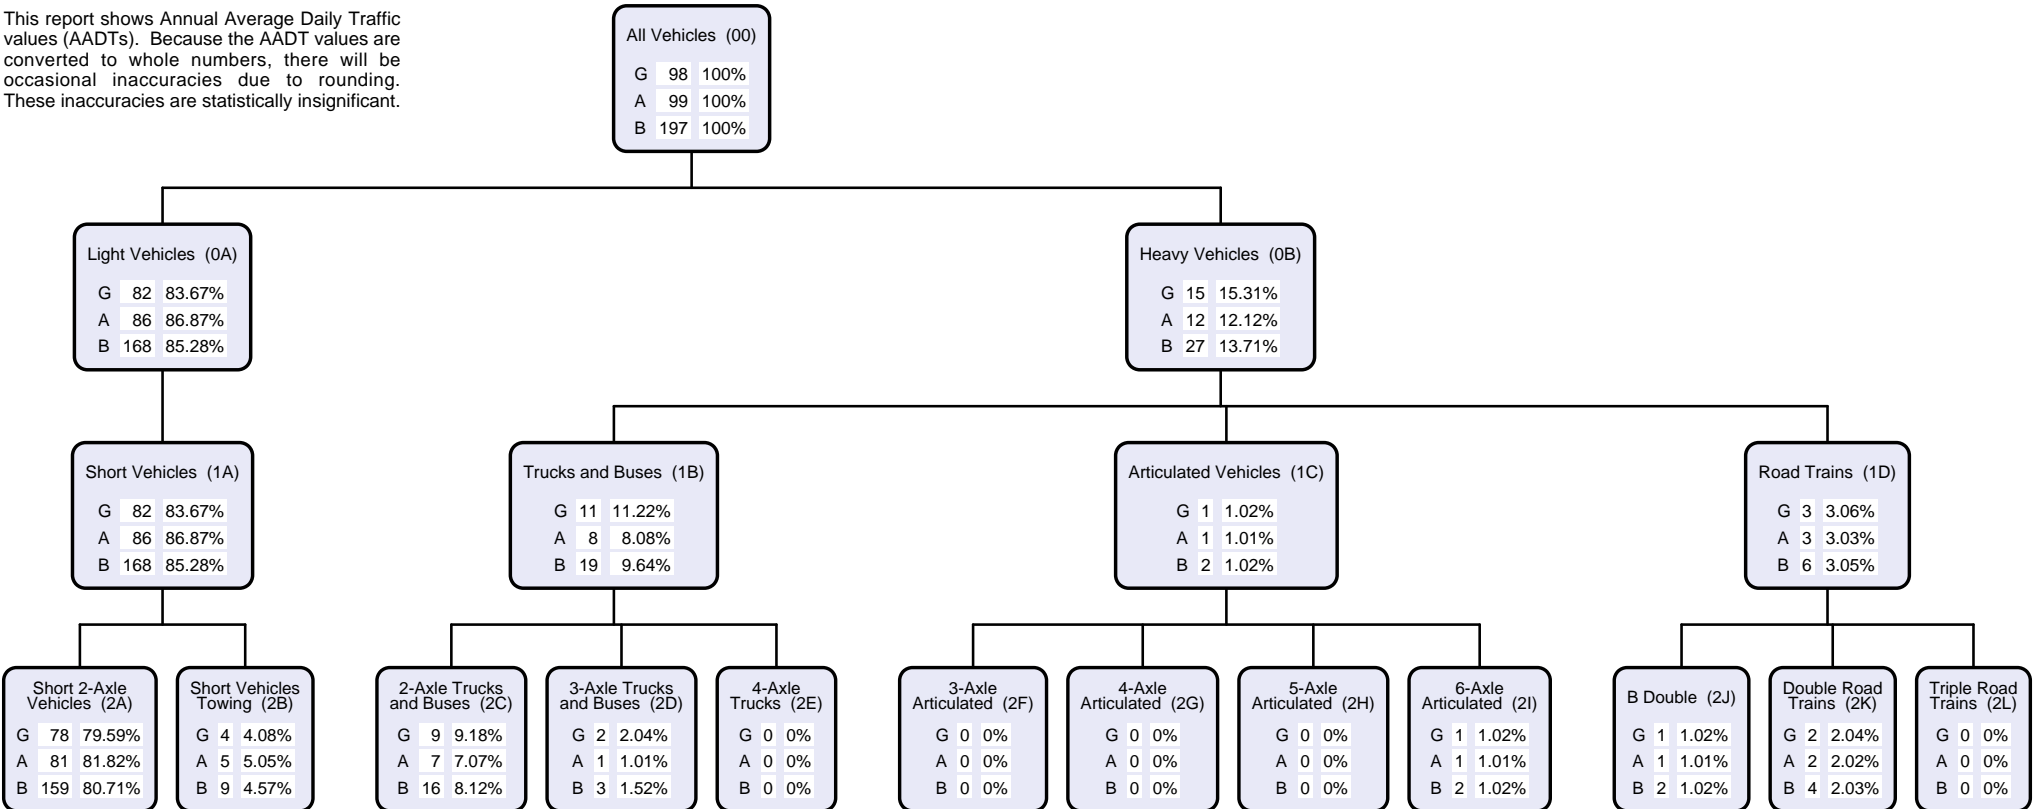 This report shows Annual Average Daily Traffic
values (AADTs). Because the AADT values are
converted to whole numbers, there will be
occasional inaccuracies due to rounding.
These inaccuracies are statistically insignificant.
All Vehicles (00)
G 98 100%
A 99 100%
B 197 100%
Light Vehicles (0A)
G 82 83.67%
A 86 86.87%
B 168 85.28%
Heavy Vehicles (0B)
G 15 15.31%
A 12 12.12%
B 27 13.71%
Short Vehicles (1A)
G 82 83.67%
A 86 86.87%
B 168 85.28%
Trucks and Buses (1B)
G 11 11.22%
A 8 8.08%
B 19 9.64%
Articulated Vehicles (1C)
G 1 1.02%
A 1 1.01%
B 2 1.02%
Road Trains (1D)
G 3 3.06%
A 3 3.03%
B 6 3.05%
Short 2-Axle
Vehicles (2A)
G 78 79.59%
A 81 81.82%
B 159 80.71%
Short Vehicles
Towing (2B)
G 4 4.08%
A 5 5.05%
B 9 4.57%
2-Axle Trucks
and Buses (2C)
G 9 9.18%
A 7 7.07%
B 16 8.12%
3-Axle Trucks
and Buses (2D)
G 2 2.04%
A 1 1.01%
B 3 1.52%
4-Axle
Trucks (2E)
G 0 0%
A 0 0%
B 0 0%
3-Axle
Articulated (2F)
G 0 0%
A 0 0%
B 0 0%
4-Axle
Articulated (2G)
G 0 0%
A 0 0%
B 0 0%
5-Axle
Articulated (2H)
G 0 0%
A 0 0%
B 0 0%
6-Axle
Articulated (2I)
G 1 1.02%
A 1 1.01%
B 2 1.02%
B Double (2J)
G 1 1.02%
A 1 1.01%
B 2 1.02%
Double Road
Trains (2K)
G 2 2.04%
A 2 2.02%
B 4 2.03%
Triple Road
Trains (2L)
G 0 0%
A 0 0%
B 0 0%